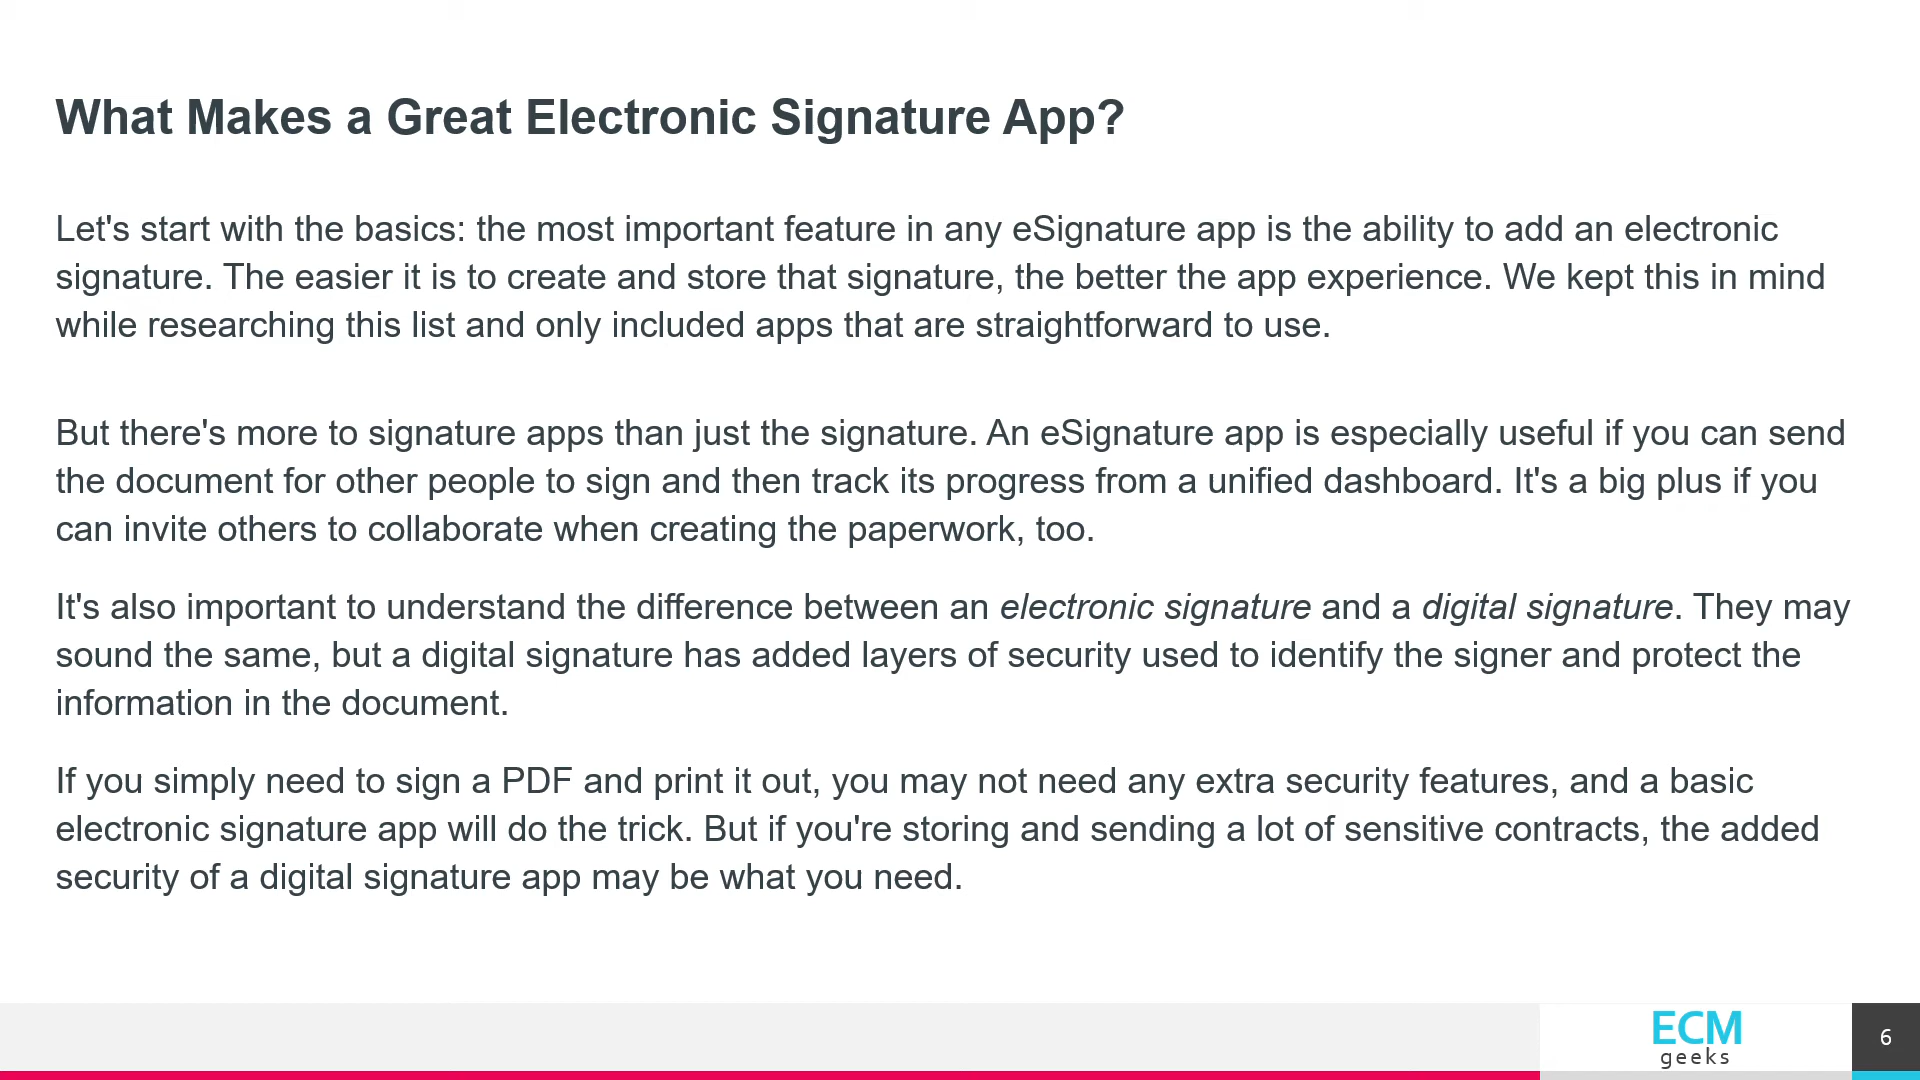 What Makes a Great Electronic Signature App?
Let's start with the basics: the most important feature in any eSignature app is the ability to add an electronic
signature. The easier it is to create and store that signature, the better the app experience. We kept this in mind
while researching this list and only included apps that are straightforward to use.
But there's more to signature apps than just the signature. An eSignature app is especially useful if you can send
the document for other people to sign and then track its progress from a unified dashboard. It's a big plus if you
can invite others to collaborate when creating the paperwork, too.
It's also important to understand the difference between an electronic signature and a digital signature. They may
sound the same, but a digital signature has added layers of security used to identify the signer and protect the
information in the document.
If you simply need to sign a PDF and print it out, you may not need any extra security features, and a basic
electronic signature app will do the trick. But if you're storing and sending a lot of sensitive contracts, the added
security of a digital signature app may be what you need.
ECM
geeks
6